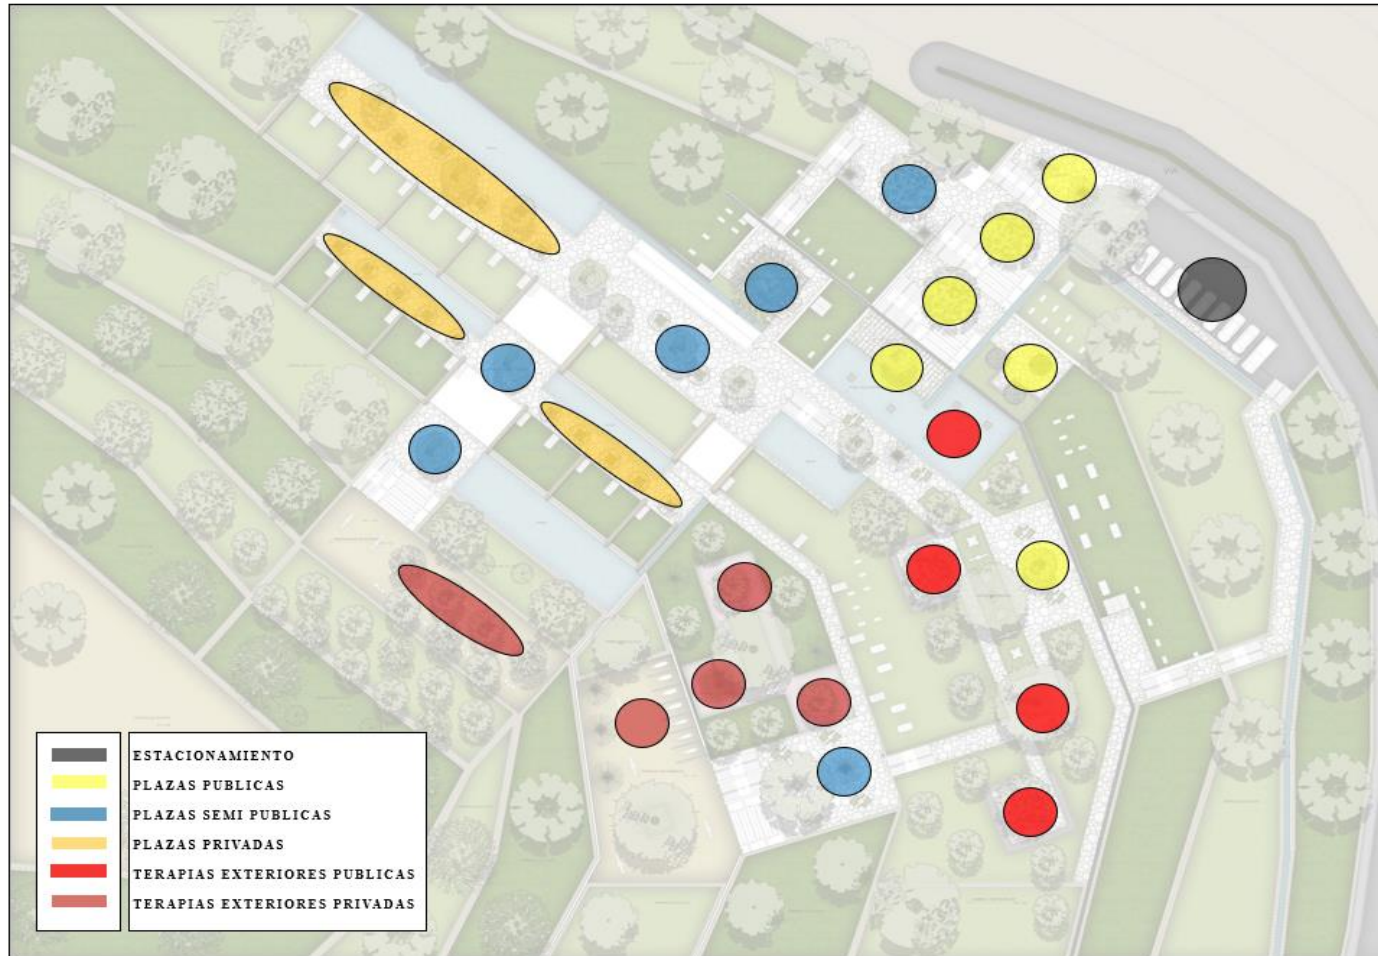 ESTACIONAMIENTO
PLAZAS PUBLICAS
PLAZAS SEMI PUBLICAS
PLAZAS PRIVADAS
TERAPIAS EXTERIORES PUBLICAS
TERAPIAS EXTERIORES PRIVADAS